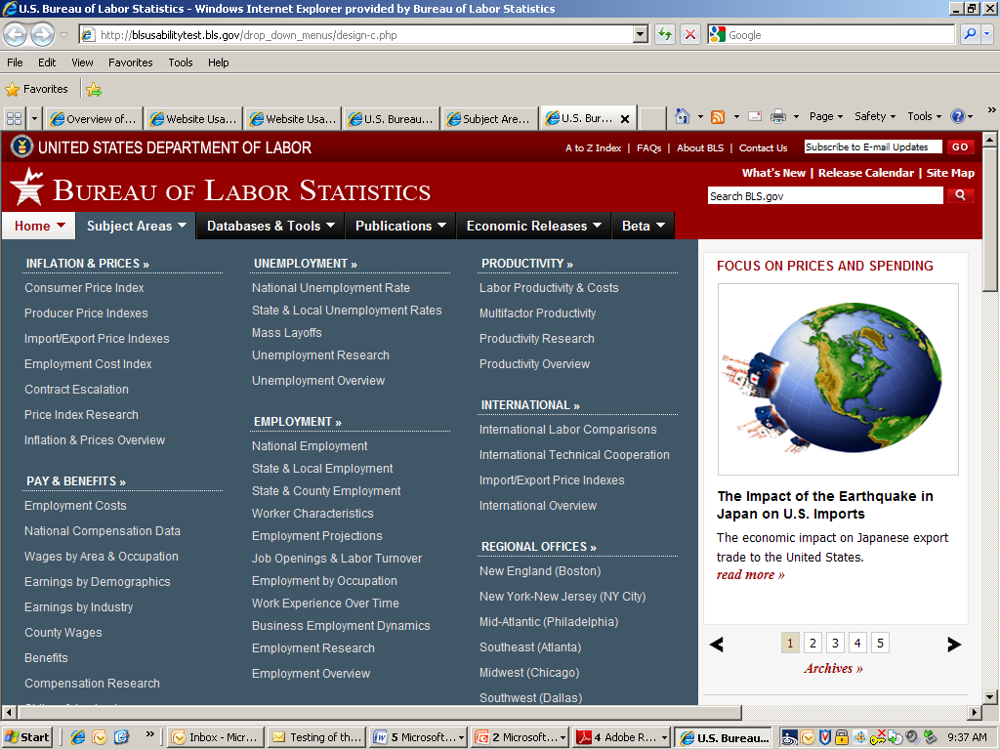 U.S. Bureau of Labor Statistics - Windows Internet Explorer provided by Bureau of Labor Statistics
http://blsusabilitytest.bls.gov/drop_down_menus/design-c.php
Google
File Edit View Favorites Tools Help
Favorites
Overview of... Website Usa... Website Usa... U.S. Bureau... Subject Are... U.S. Bur... Page Safety Tools
UNITED STATES DEPARTMENT OF LABOR
A to Z Index | FAQs | About BLS | Contact Us Subscribe to E-mail Updates GO
BUREAU OF LABOR STATISTICS
What's New | Release Calendar | Site Map
Search BLS.gov
Home Subject Areas Databases & Tools Publications Economic Releases Beta
INFLATION & PRICES »
Consumer Price Index
Producer Price Indexes
Import/Export Price Indexes
Employment Cost Index
Contract Escalation
Price Index Research
Inflation & Prices Overview
PAY & BENEFITS »
Employment Costs
National Compensation Data
Wages by Area & Occupation
Earnings by Demographics
Earnings by Industry
County Wages
Benefits
Compensation Research
UNEMPLOYMENT »
National Unemployment Rate
State & Local Unemployment Rates
Mass Layoffs
Unemployment Research
Unemployment Overview
EMPLOYMENT »
National Employment
State & Local Employment
State & County Employment
Worker Characteristics
Employment Projections
Job Openings & Labor Turnover
Employment by Occupation
Work Experience Over Time
Business Employment Dynamics
Employment Research
Employment Overview
PRODUCTIVITY »
Labor Productivity & Costs
Multifactor Productivity
Productivity Research
Productivity Overview
INTERNATIONAL »
International Labor Comparisons
International Technical Cooperation
Import/Export Price Indexes
International Overview
REGIONAL OFFICES »
New England (Boston)
New York-New Jersey (NY City)
Mid-Atlantic (Philadelphia)
Southeast (Atlanta)
Midwest (Chicago)
Southwest (Dallas)
FOCUS ON PRICES AND SPENDING
The Impact of the Earthquake in
Japan on U.S. Imports
The economic impact on Japanese export
trade to the United States.
read more »
1 2 3 4 5
Archives »
Start Inbox - Micr... Testing of th... 5 Microsoft... 2 Microsoft... 4 Adobe R... U.S. Bureau... 9:37 AM